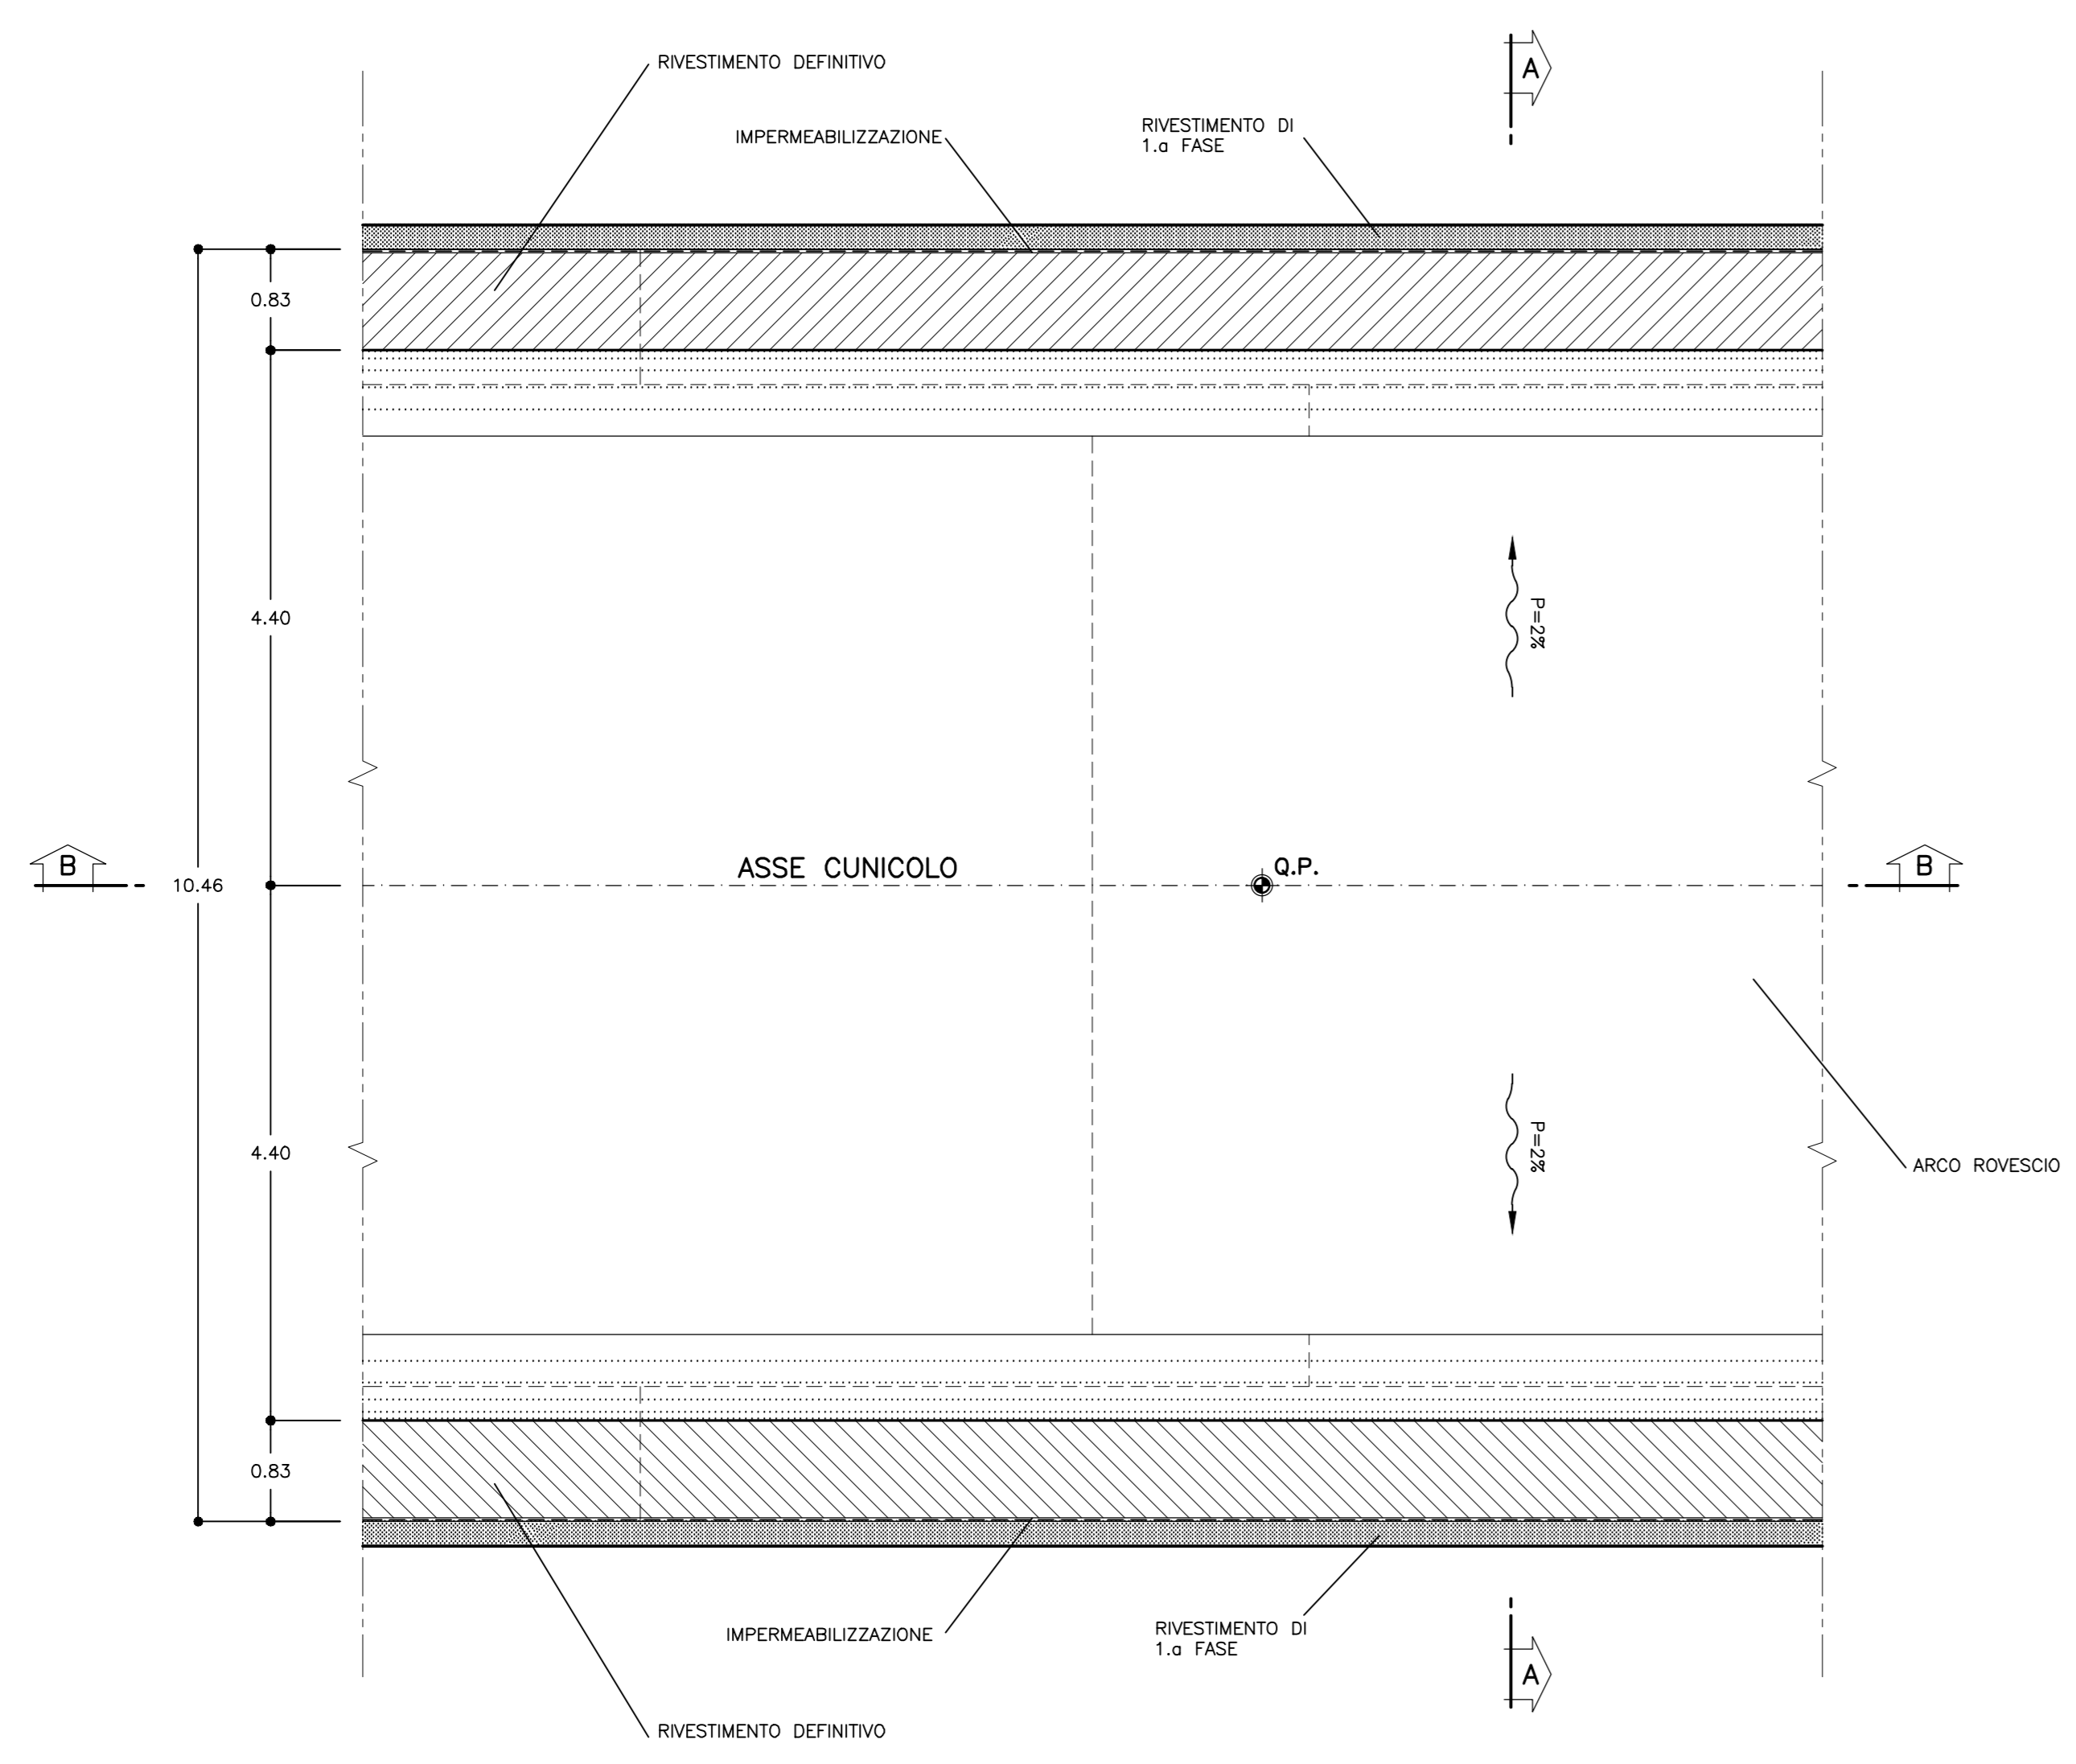 RIVESTIMENTO DEFINITIVO
A
RIVESTIMENTO DI
1.a FASE
IMPERMEABILIZZAZIONE
0.83
4.40
P=2%
ASSE CUNICOLO
Q.P.
B
10.46
B
4.40
P=2%
ARCO ROVESCIO
0.83
IMPERMEABILIZZAZIONE
RIVESTIMENTO DI
1.a FASE
A
RIVESTIMENTO DEFINITIVO